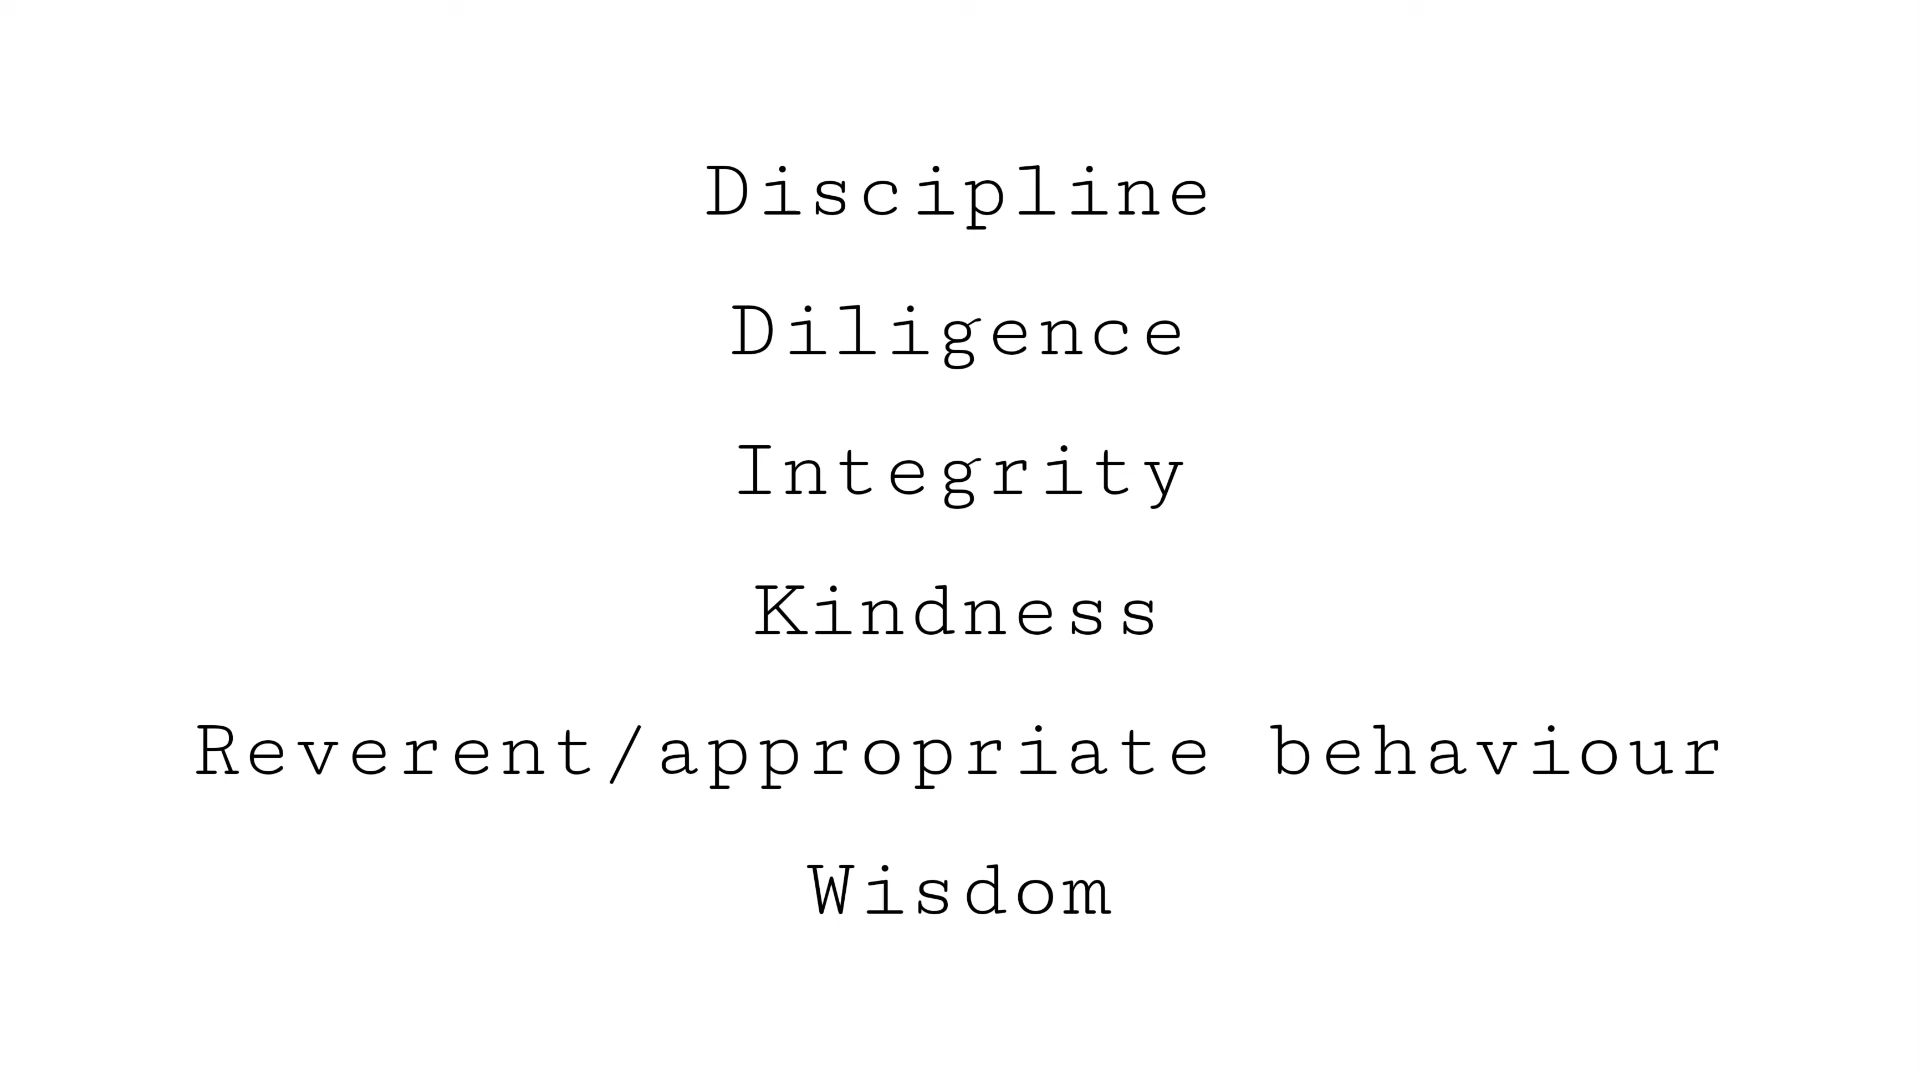 Discipline
Diligence
Integrity
Kindness
Reverent/appropriate behaviour
Wisdom